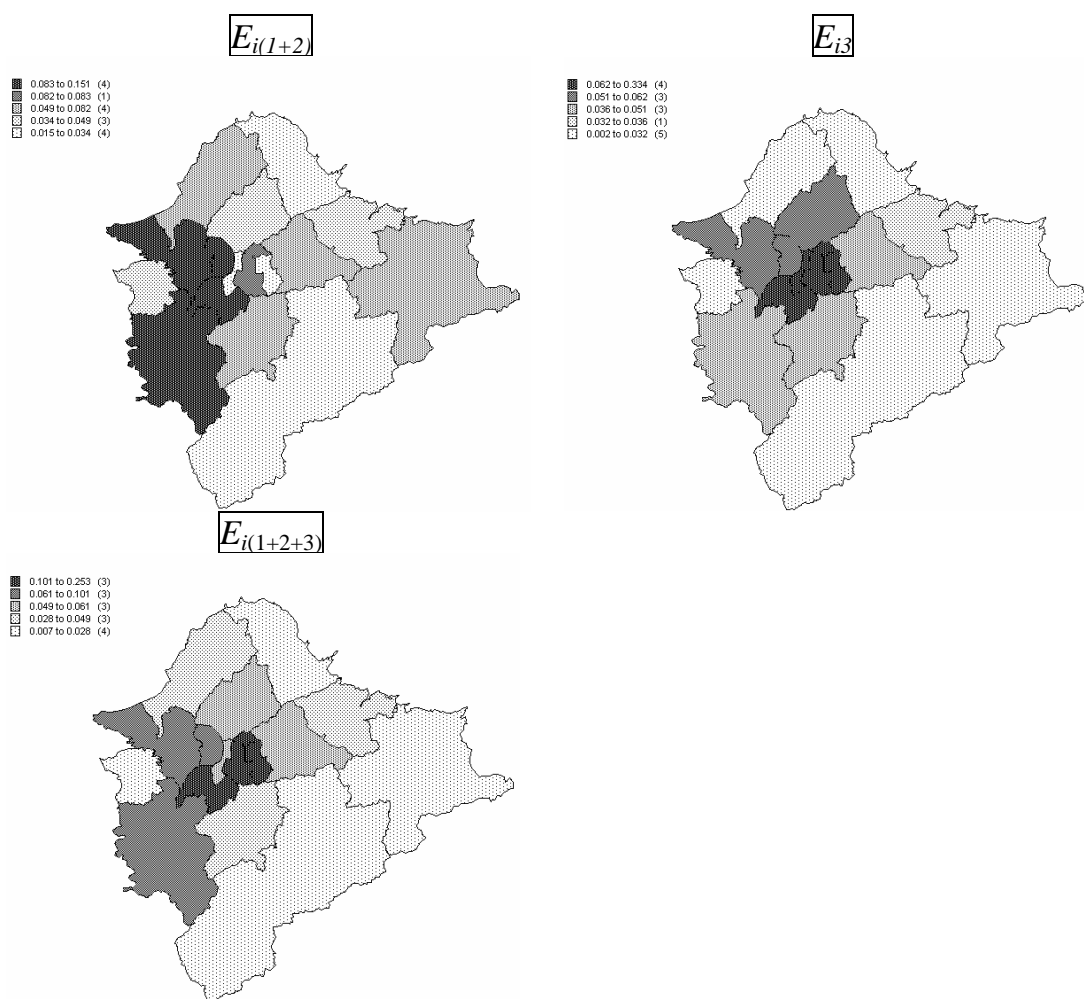 E_{i(1+2)}
0.083 to 0.151 (4)
0.082 to 0.083 (1)
0.049 to 0.082 (4)
0.034 to 0.049 (3)
0.015 to 0.034 (4)
E_{i3}
0.062 to 0.334 (4)
0.051 to 0.062 (3)
0.036 to 0.051 (3)
0.032 to 0.036 (1)
0.002 to 0.032 (5)
E_{i(1+2+3)}
0.101 to 0.253 (3)
0.061 to 0.101 (3)
0.049 to 0.061 (3)
0.028 to 0.049 (3)
0.007 to 0.028 (4)